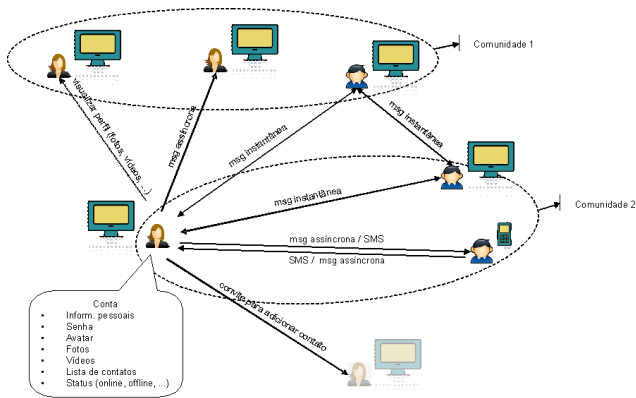 Comunidade 1
visualizar perfil (fotos, vídeos, ...)
msg assíncrona
msg instantânea
msg instantânea
msg instantânea
Comunidade 2
msg assíncrona / SMS
SMS / msg assíncrona
convite para adicionar contato
Conta
• Inform. pessoais
• Senha
• Avatar
• Fotos
• Vídeos
• Lista de contatos
• Status (online, offline, ...)